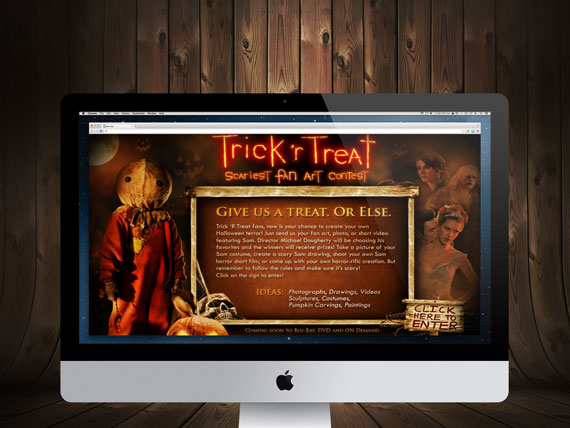 Trick 'r Treat
Scariest Fan Art Contest
Give us a treat. Or Else.
Trick 'R Treat fans, now is your chance to create your own
Halloween terror! Just send us your fan art, photo, or short video
featuring Sam. Director Michael Dougherty will be choosing his
favorites and the winners will receive prizes! Take a picture of your
Sam costume, create a scary Sam drawing, shoot your own Sam
horror short film, or come up with your own horror-rific creation. But
remember to follow the rules and make sure it's scary!
Click on the sign to enter!
IDEAS: Photographs, Drawings, Videos
Sculptures, Costumes,
Pumpkin Carvings, Paintings
CLICK
HERE TO
ENTER
Coming soon to Blu-Ray, DVD and On Demand